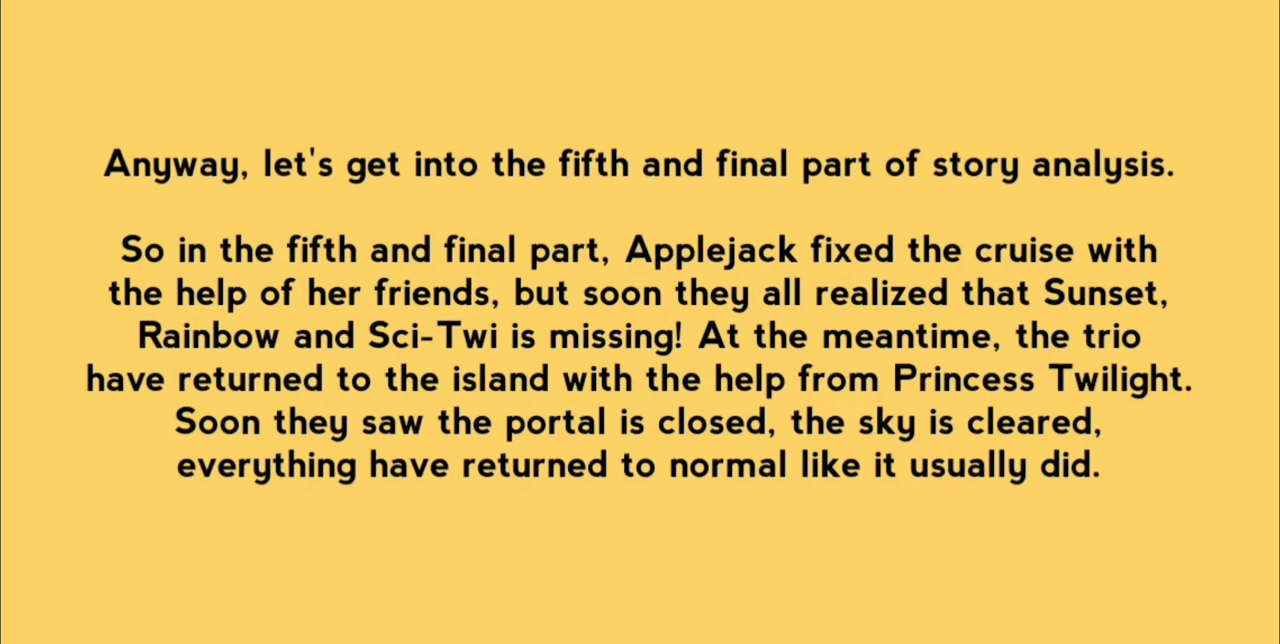 Anyway, let's get into the fifth and final part of story analysis.
So in the fifth and final part, Applejack fixed the cruise with
the help of her friends, but soon they all realized that Sunset,
Rainbow and Sci-Twi is missing! At the meantime, the trio
have returned to the island with the help from Princess Twilight.
Soon they saw the portal is closed, the sky is cleared,
everything have returned to normal like it usually did.